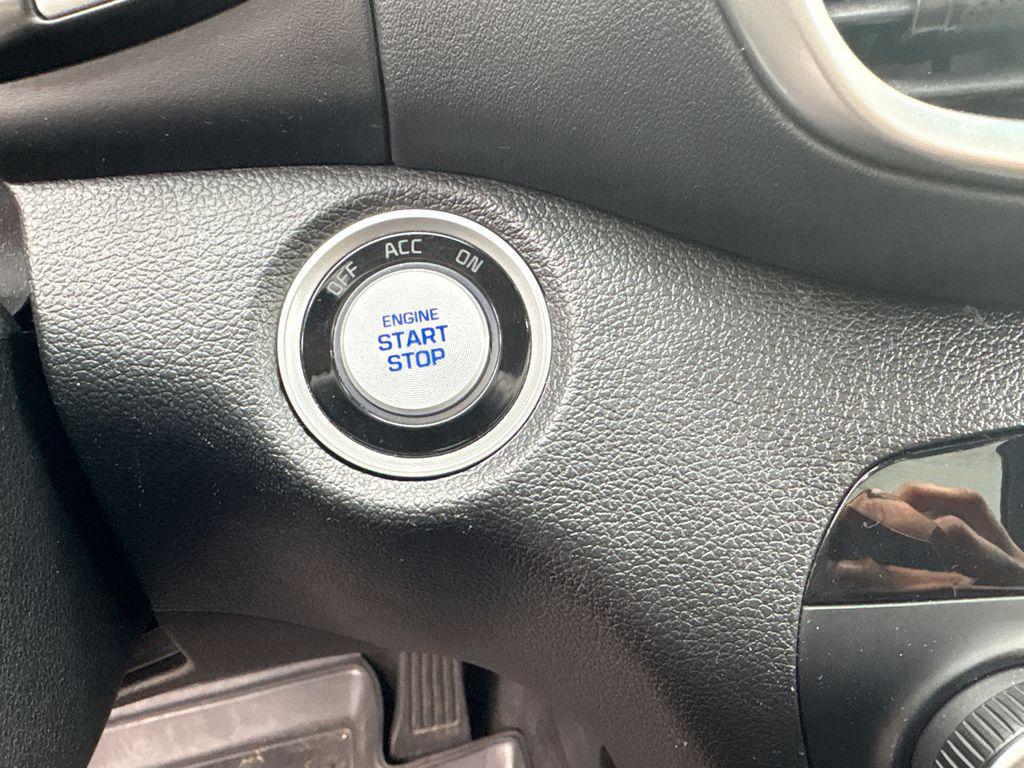 OFF ACC ON
ENGINE
START
STOP